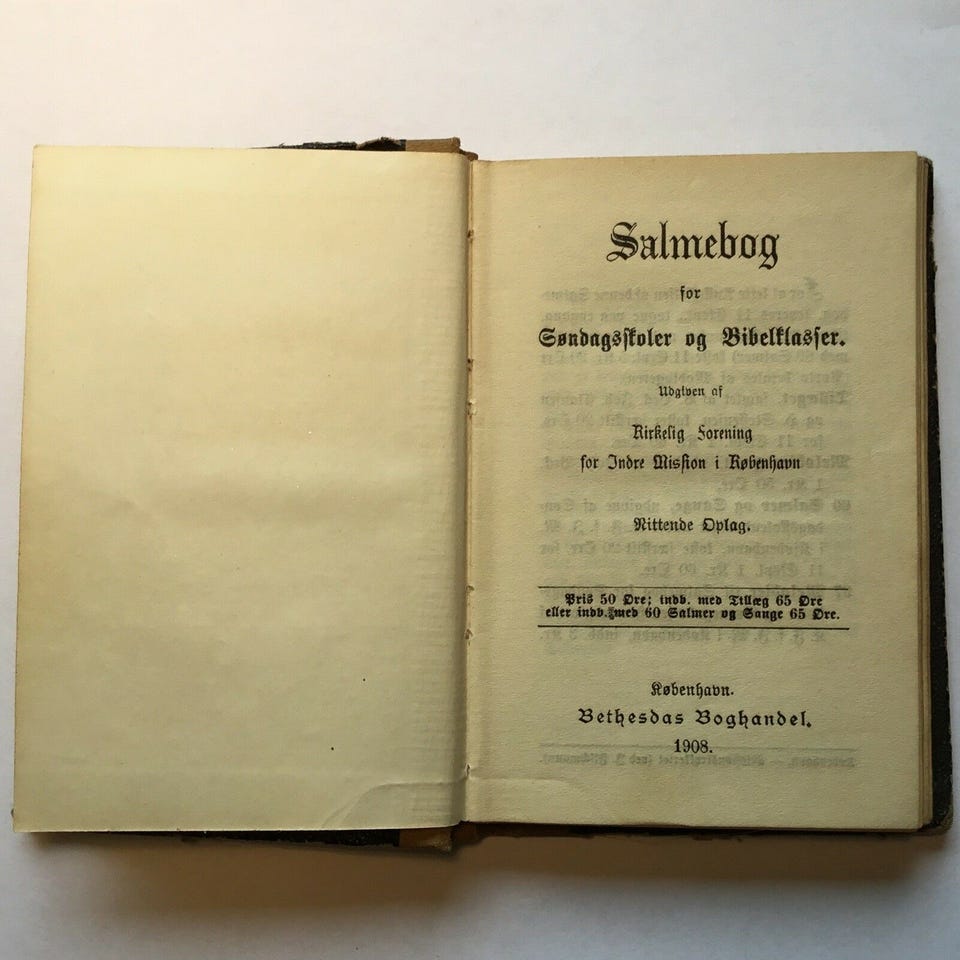 Salmebog
for
Søndagsskoler og Bibelklasser.
Udgiven af
Kirkelig Forening
for Indre Mission i København
Nittende Oplag.
Pris 50 Øre; indb. med Tillæg 65 Øre
eller indb. med 60 Salmer og Sange 65 Øre.
København.
Bethesdas Boghandel.
1908.